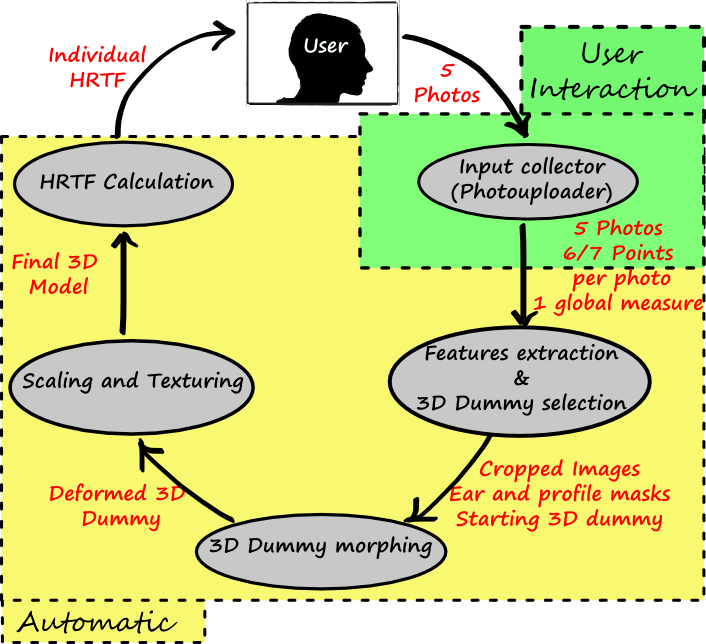 User
Individual
HRTF
5
Photos
User
Interaction
Input collector
(Photouploader)
5 Photos
6/7 Points
per photo
1 global measure
Features extraction
&
3D Dummy selection
Cropped Images
Ear and profile masks
Starting 3D dummy
3D Dummy morphing
Deformed 3D
Dummy
Scaling and Texturing
Final 3D
Model
HRTF Calculation
Automatic